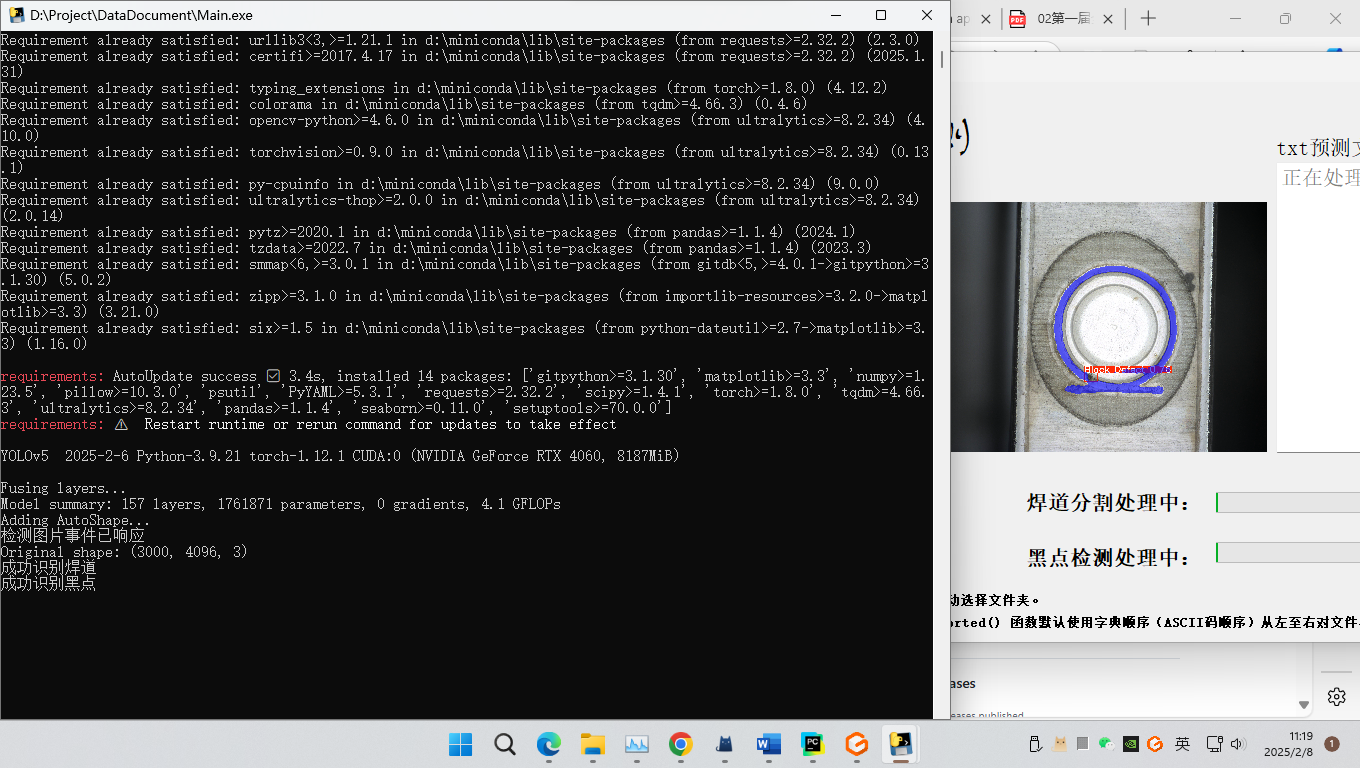 D:\Project\DataDocument\Main.exe
Requirement already satisfied: urllib3<3,>=1.21.1 in d:\miniconda\lib\site-packages (from requests>=2.32.2) (2.3.0)
Requirement already satisfied: certifi>=2017.4.17 in d:\miniconda\lib\site-packages (from requests>=2.32.2) (2025.1.
31)
Requirement already satisfied: typing_extensions in d:\miniconda\lib\site-packages (from torch>=1.8.0) (4.12.2)
Requirement already satisfied: colorama in d:\miniconda\lib\site-packages (from tqdm>=4.66.3) (0.4.6)
Requirement already satisfied: opencv-python>=4.6.0 in d:\miniconda\lib\site-packages (from ultralytics>=8.2.34) (4.
10.0)
Requirement already satisfied: torchvision>=0.9.0 in d:\miniconda\lib\site-packages (from ultralytics>=8.2.34) (0.13
.1)
Requirement already satisfied: py-cpuinfo in d:\miniconda\lib\site-packages (from ultralytics>=8.2.34) (9.0.0)
Requirement already satisfied: ultralytics-thop>=2.0.0 in d:\miniconda\lib\site-packages (from ultralytics>=8.2.34)
(2.0.14)
Requirement already satisfied: pytz>=2020.1 in d:\miniconda\lib\site-packages (from pandas>=1.1.4) (2024.1)
Requirement already satisfied: tzdata>=2022.7 in d:\miniconda\lib\site-packages (from pandas>=1.1.4) (2023.3)
Requirement already satisfied: smmap<6,>=3.0.1 in d:\miniconda\lib\site-packages (from gitdb<5,>=4.0.1->gitpython>=3
.1.30) (5.0.2)
Requirement already satisfied: zipp>=3.1.0 in d:\miniconda\lib\site-packages (from importlib-resources>=3.2.0->matpl
otlib>=3.3) (3.21.0)
Requirement already satisfied: six>=1.5 in d:\miniconda\lib\site-packages (from python-dateutil>=2.7->matplotlib>=3.
3) (1.16.0)
requirements: AutoUpdate success ☑ 3.4s, installed 14 packages: ['gitpython>=3.1.30', 'matplotlib>=3.3', 'numpy>=1.
23.5', 'pillow>=10.3.0', 'psutil', 'PyYAML>=5.3.1', 'requests>=2.32.2', 'scipy>=1.4.1', 'torch>=1.8.0', 'tqdm>=4.66.
3', 'ultralytics>=8.2.34', 'pandas>=1.1.4', 'seaborn>=0.11.0', 'setuptools>=70.0.0']
requirements: ⚠ Restart runtime or rerun command for updates to take effect
YOLOv5 2025-2-6 Python-3.9.21 torch-1.12.1 CUDA:0 (NVIDIA GeForce RTX 4060, 8187MiB)
Fusing layers...
Model summary: 157 layers, 1761871 parameters, 0 gradients, 4.1 GFLOPs
Adding AutoShape...
检测图片事件已响应
Original shape: (3000, 4096, 3)
成功识别焊道
成功识别黑点
ap
PDF
02第一届
txt预测文
正在处理
焊道分割处理中：
黑点检测处理中：
动选择文件夹。
orted() 函数默认使用字典顺序（ASCII码顺序）从左至右对文件
ases
eases published
PC
英
11:19
2025/2/8
1